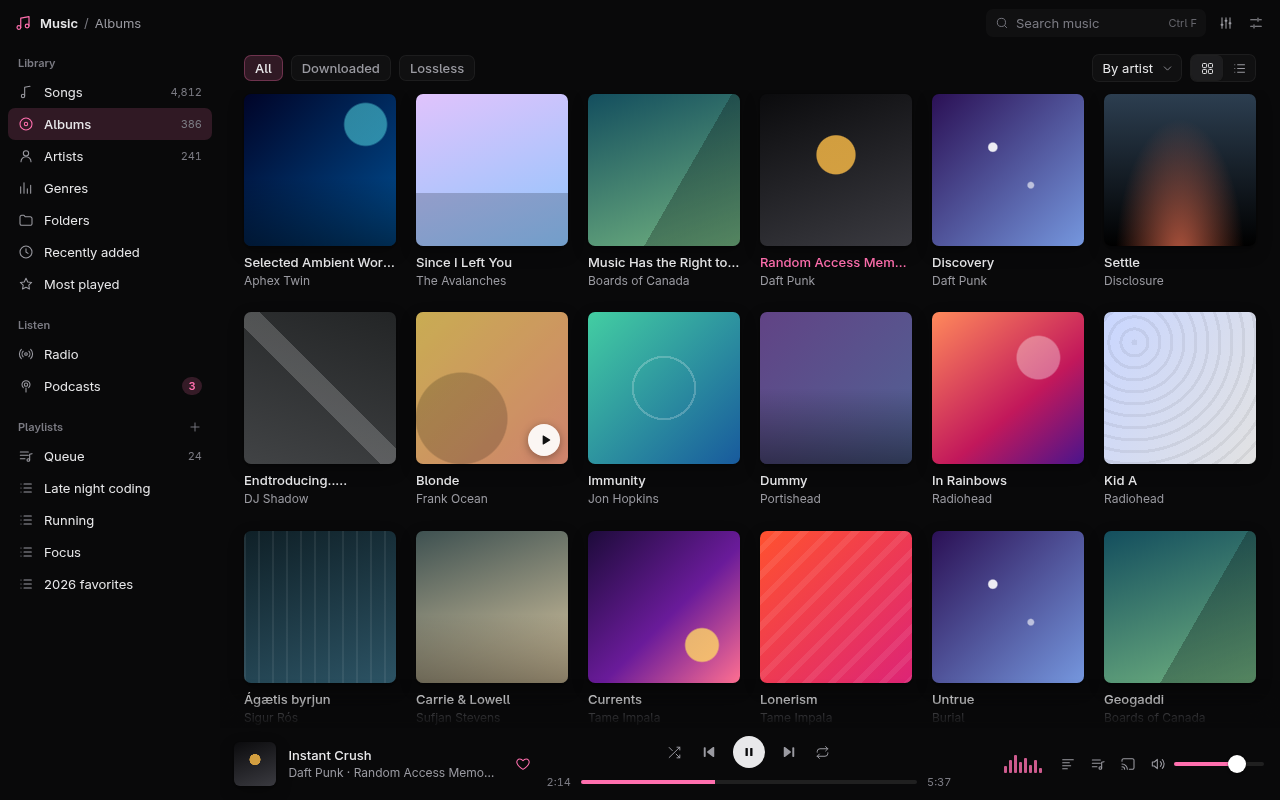 Music / Albums
Search music Ctrl F
Library
Songs 4,812
Albums 386
Artists 241
Genres
Folders
Recently added
Most played
Listen
Radio
Podcasts 3
Playlists
Queue 24
Late night coding
Running
Focus
2026 favorites
All Downloaded Lossless
By artist
Selected Ambient Wor... Since I Left You Music Has the Right to... Random Access Mem... Discovery Settle
Aphex Twin The Avalanches Boards of Canada Daft Punk Daft Punk Disclosure
Endtroducing..... Blonde Immunity Dummy In Rainbows Kid A
DJ Shadow Frank Ocean Jon Hopkins Portishead Radiohead Radiohead
Ágætis byrjun Carrie & Lowell Currents Lonerism Untrue Geogaddi
Sigur Rós Sufjan Stevens Tame Impala Tame Impala Burial Boards of Canada
Instant Crush
Daft Punk · Random Access Memo...
2:14 5:37